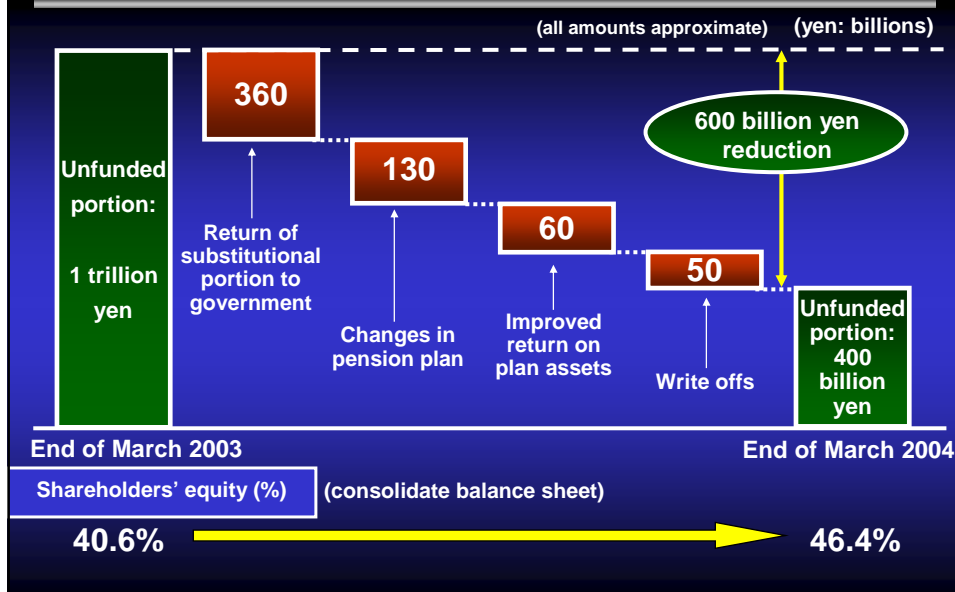 (all amounts approximate)
(yen: billions)
360
600 billion yen
reduction
Unfunded
portion:
1 trillion
yen
130
60
50
Return of
substitutional
portion to
government
Changes in
pension plan
Improved
return on
plan assets
Write offs
Unfunded
portion:
400
billion
yen
End of March 2003
End of March 2004
Shareholders’ equity (%)
(consolidate balance sheet)
40.6%
46.4%